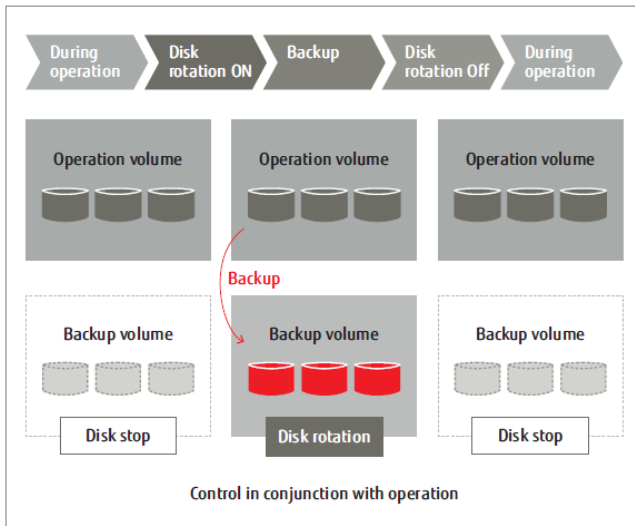 During
operation
Disk
rotation ON
Backup
Disk
rotation Off
During
operation
Operation volume
Operation volume
Operation volume
Backup
Backup volume
Backup volume
Backup volume
Disk stop
Disk rotation
Disk stop
Control in conjunction with operation